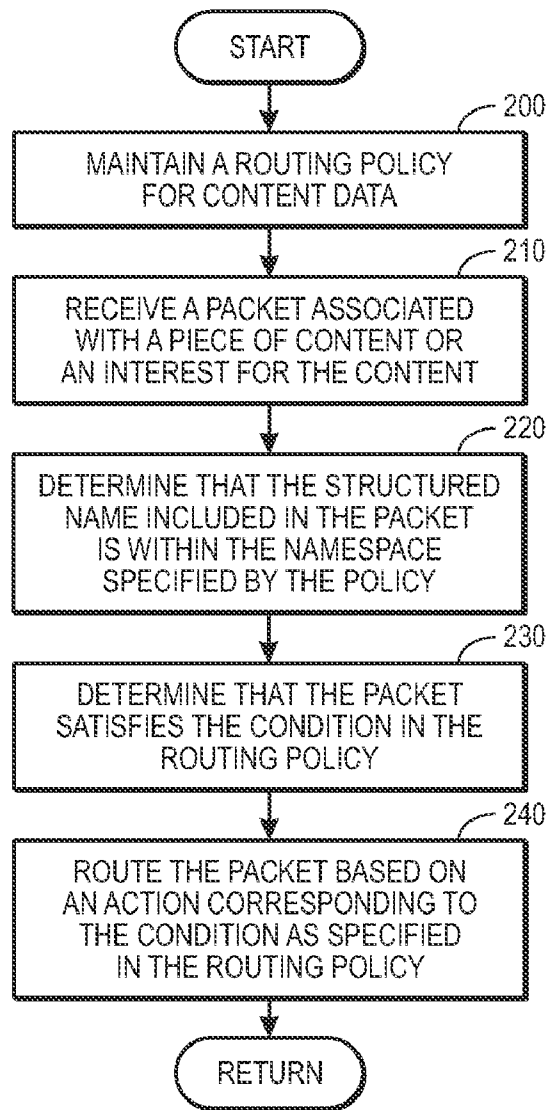 START
200
MAINTAIN A ROUTING POLICY
FOR CONTENT DATA
210
RECEIVE A PACKET ASSOCIATED
WITH A PIECE OF CONTENT OR
AN INTEREST FOR THE CONTENT
220
DETERMINE THAT THE STRUCTURED
NAME INCLUDED IN THE PACKET
IS WITHIN THE NAMESPACE
SPECIFIED BY THE POLICY
230
DETERMINE THAT THE PACKET
SATISFIES THE CONDITION IN THE
ROUTING POLICY
240
ROUTE THE PACKET BASED ON
AN ACTION CORRESPONDING TO
THE CONDITION AS SPECIFIED
IN THE ROUTING POLICY
RETURN